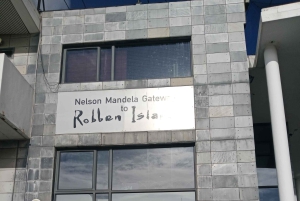 Nelson Mandela Gateway
to
Robben Island